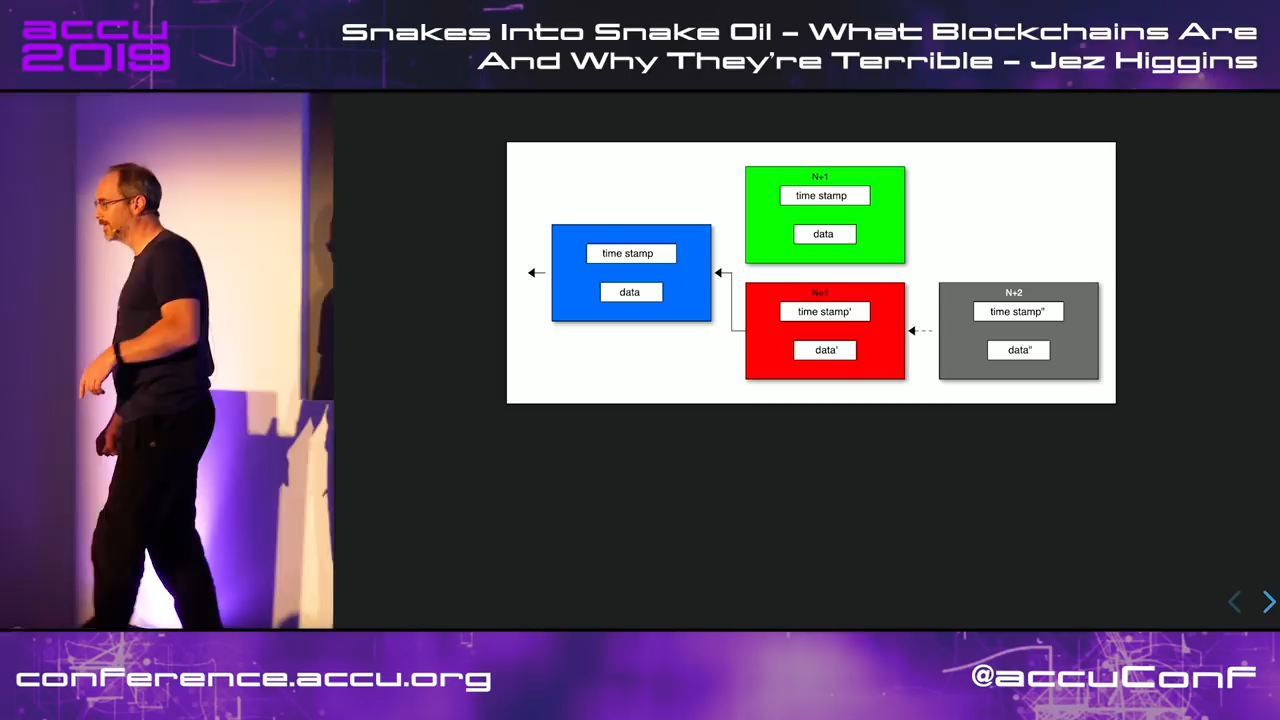 accu
2019
Snakes Into Snake Oil – What Blockchains Are
And Why They're Terrible – Jez Higgins
N+1
time stamp
data
time stamp
data
N+1
time stamp'
data'
N+2
time stamp"
data"
conference.accu.org
@accuConf